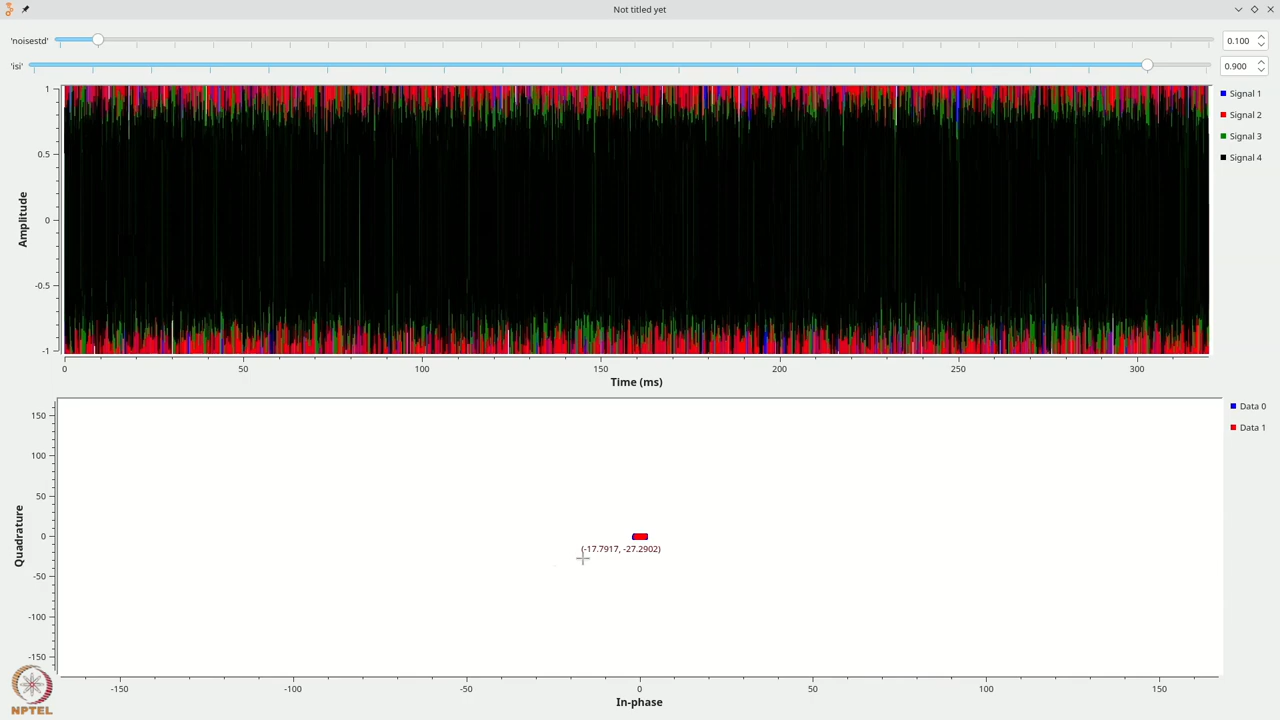 Not titled yet
'noisestd' 0.100
'isi' 0.900
1
0.5
0
-0.5
-1
Amplitude
0 50 100 150 200 250 300
Time (ms)
Signal 1
Signal 2
Signal 3
Signal 4
150
100
50
0
-50
-100
-150
Quadrature
(-17.7917, -27.2902)
-150 -100 -50 0 50 100 150
In-phase
Data 0
Data 1
NPTEL